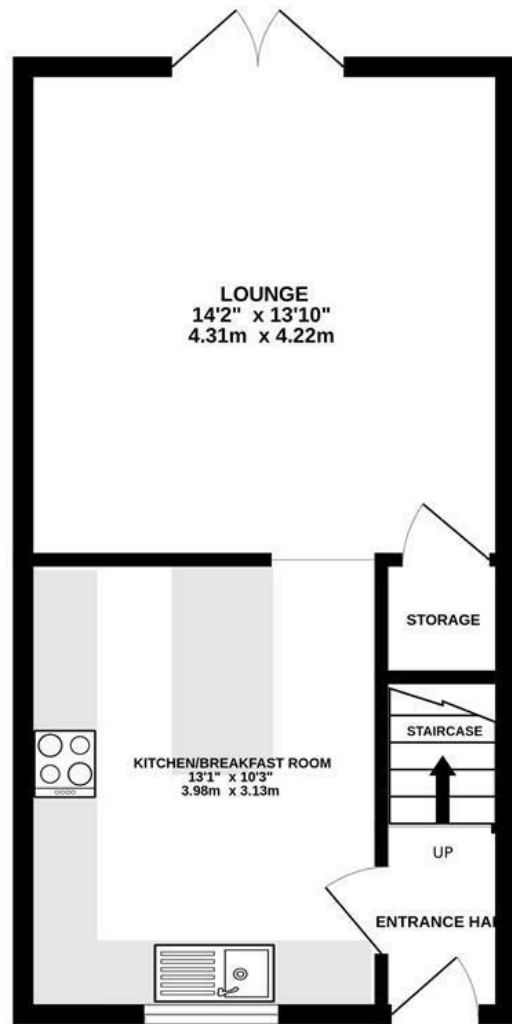 LOUNGE
14'2" x 13'10"
4.31m x 4.22m
STORAGE
STAIRCASE
KITCHEN/BREAKFAST ROOM
13'1" x 10'3"
3.98m x 3.13m
UP
ENTRANCE HAL